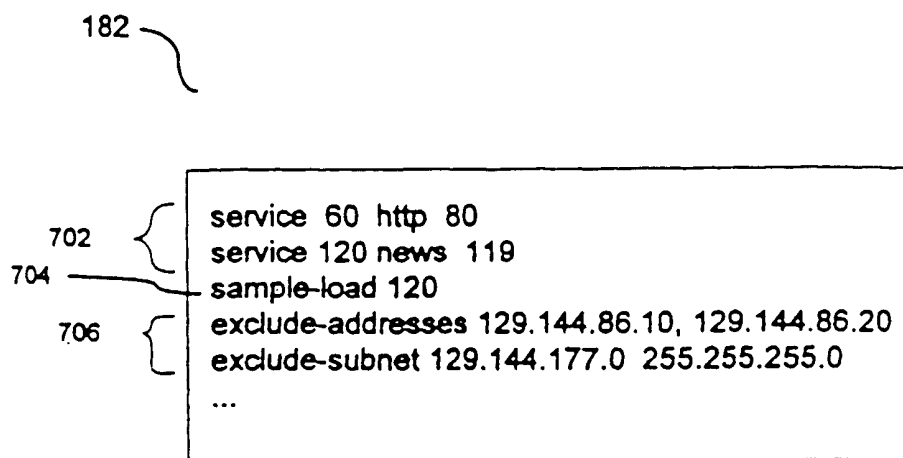 182
702
704
706
service 60 http 80
service 120 news 119
sample-load 120
exclude-addresses 129.144.86.10, 129.144.86.20
exclude-subnet 129.144.177.0 255.255.255.0
...